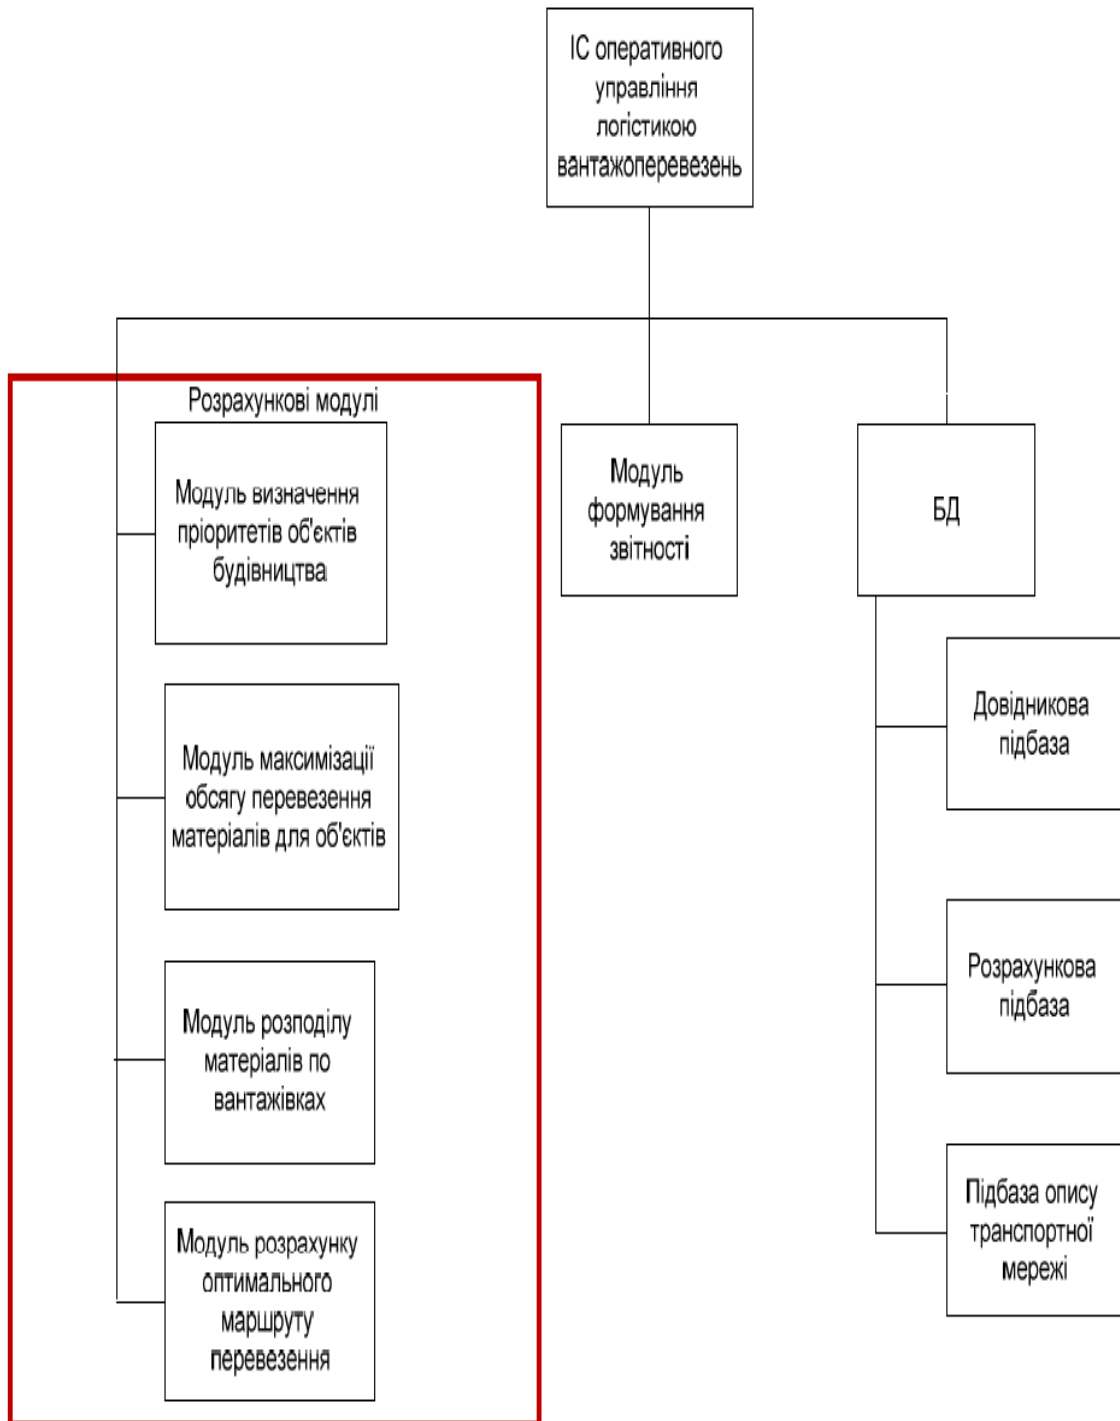 ІС оперативного
управління
логістикою
вантажоперевезень
Розрахункові модулі
Модуль визначення
пріоритетів об'єктів
будівництва
Модуль максимізації
обсягу перевезення
матеріалів для об'єктів
Модуль розподілу
матеріалів по
вантажівках
Модуль розрахунку
оптимального
маршруту
перевезення
Модуль
формування
звітності
БД
Довідникова
підбаза
Розрахункова
підбаза
Підбаза опису
транспортної
мережі